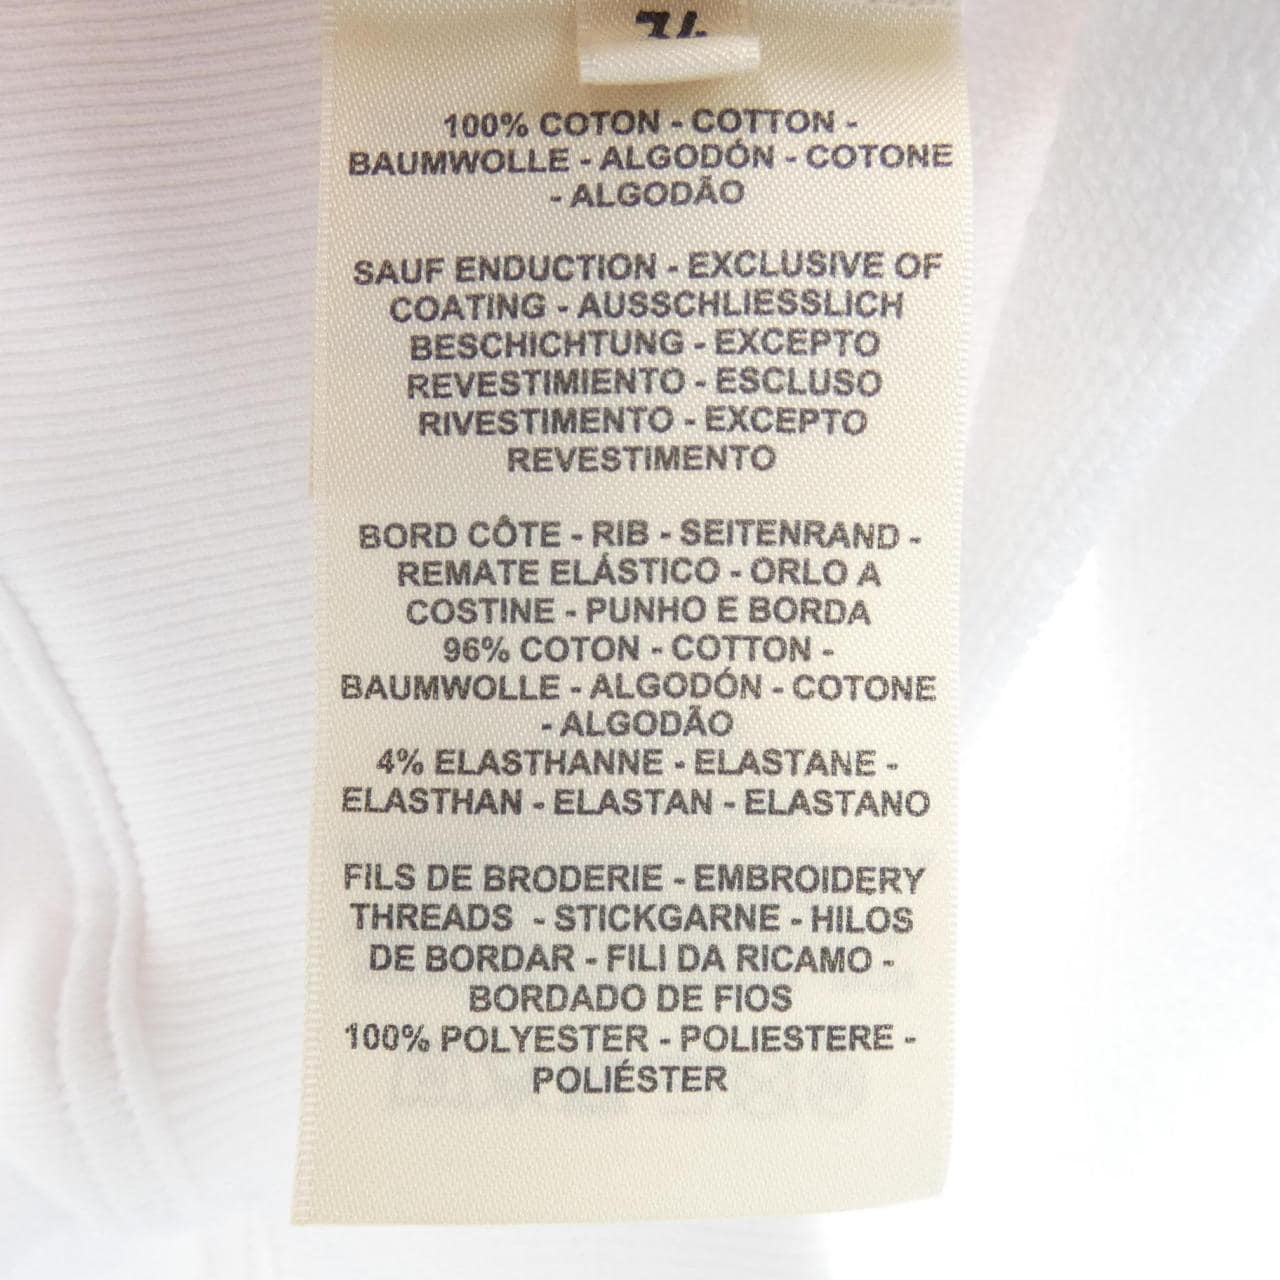 100% COTON - COTTON -
BAUMWOLLE - ALGODÓN - COTONE
- ALGODÃO
SAUF ENDUCTION - EXCLUSIVE OF
COATING - AUSSCHLIESSLICH
BESCHICHTUNG - EXCEPTO
REVESTIMIENTO - ESCLUSO
RIVESTIMENTO - EXCEPTO
REVESTIMENTO
BORD CÔTE - RIB - SEITENRAND -
REMATE ELÁSTICO - ORLO A
COSTINE - PUNHO E BORDA
96% COTON - COTTON -
BAUMWOLLE - ALGODÓN - COTONE
- ALGODÃO
4% ELASTHANNE - ELASTANE -
ELASTHAN - ELASTAN - ELASTANO
FILS DE BRODERIE - EMBROIDERY
THREADS - STICKGARNE - HILOS
DE BORDAR - FILI DA RICAMO -
BORDADO DE FIOS
100% POLYESTER - POLIESTERE -
POLIÉSTER